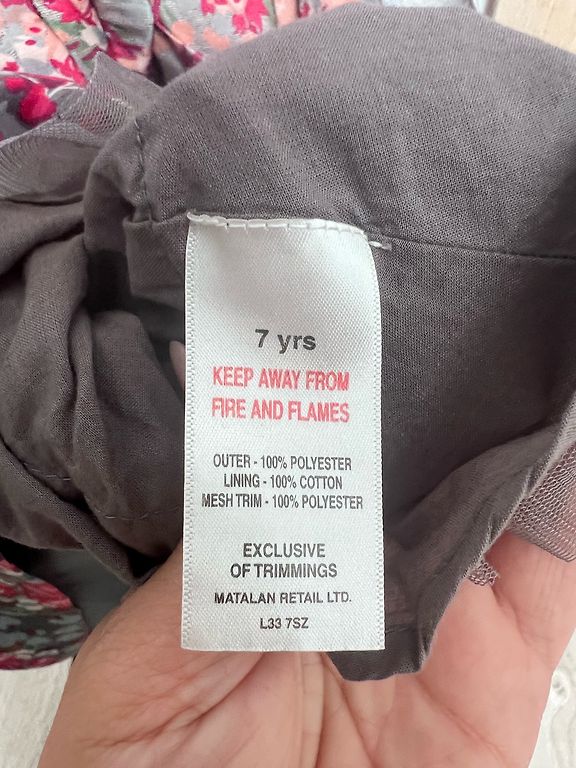 7 yrs
KEEP AWAY FROM
FIRE AND FLAMES
OUTER - 100% POLYESTER
LINING - 100% COTTON
MESH TRIM - 100% POLYESTER
EXCLUSIVE
OF TRIMMINGS
MATALAN RETAIL LTD.
L33 7SZ